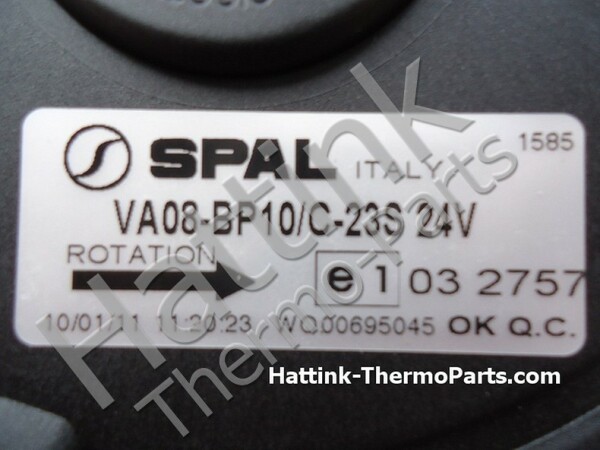 SPAL ITALY 1585
VA08-BP10/C-23S 24V
ROTATION e1 03 2757
10/01/11 11:20:23 WO00695045 OK Q.C.
Hattink-ThermoParts.com
Hattink
Thermo-Parts